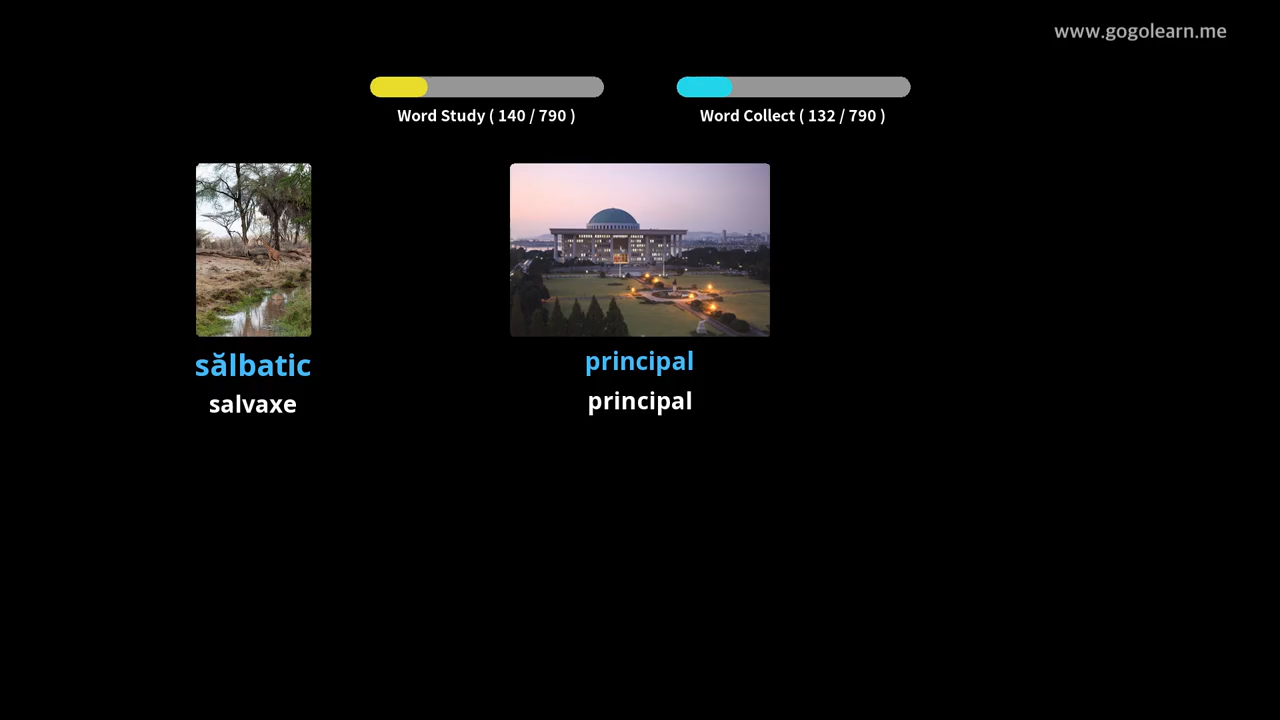 www.gogolearn.me
Word Study ( 140 / 790 )
Word Collect ( 132 / 790 )
sălbatic
salvaxe
principal
principal